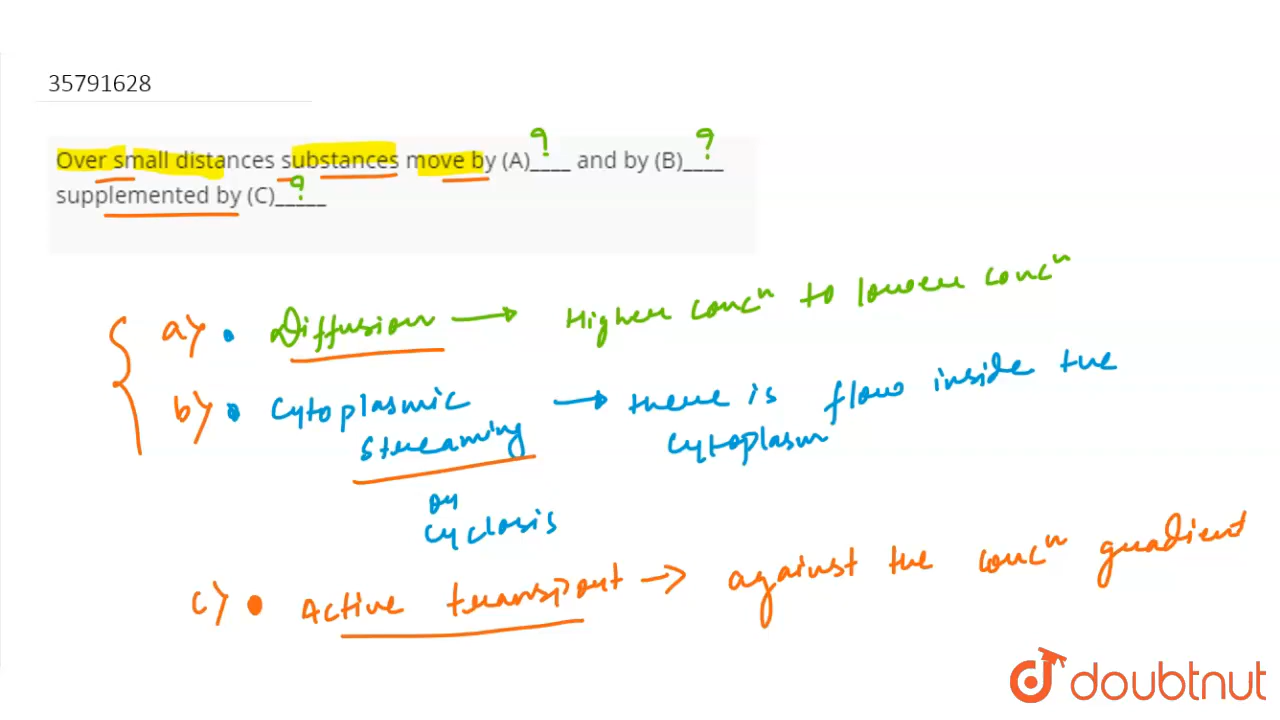 35791628
Over small distances substances move by (A)____ and by (B)____
supplemented by (C)_____
? ?
?
a) • Diffusion → Higher concⁿ to lower concⁿ
b) • Cytoplasmic streaming → there is flow inside the cytoplasm
or
cyclosis
c) • Active transport → against the concⁿ gradient
doubtnut